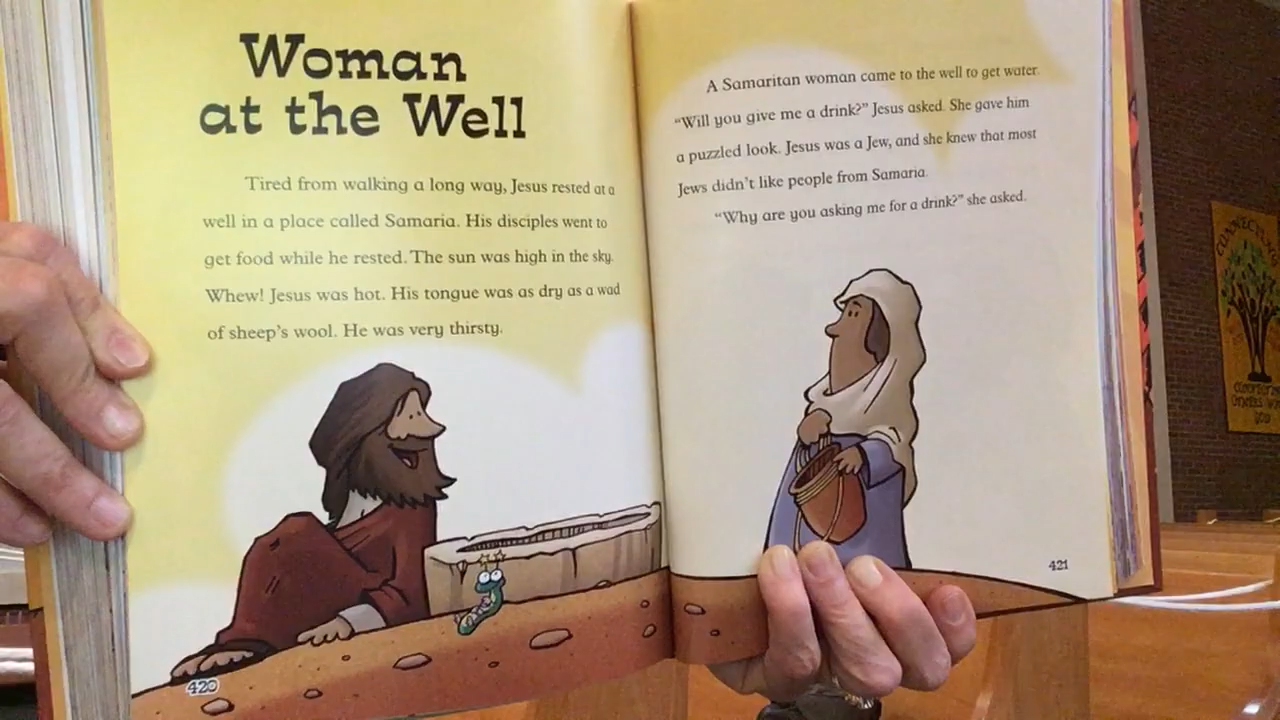 Woman
at the Well
Tired from walking a long way, Jesus rested at a
well in a place called Samaria. His disciples went to
get food while he rested. The sun was high in the sky.
Whew! Jesus was hot. His tongue was as dry as a wad
of sheep's wool. He was very thirsty.
420
A Samaritan woman came to the well to get water.
“Will you give me a drink?” Jesus asked. She gave him
a puzzled look. Jesus was a Jew, and she knew that most
Jews didn't like people from Samaria.
“Why are you asking me for a drink?” she asked.
421